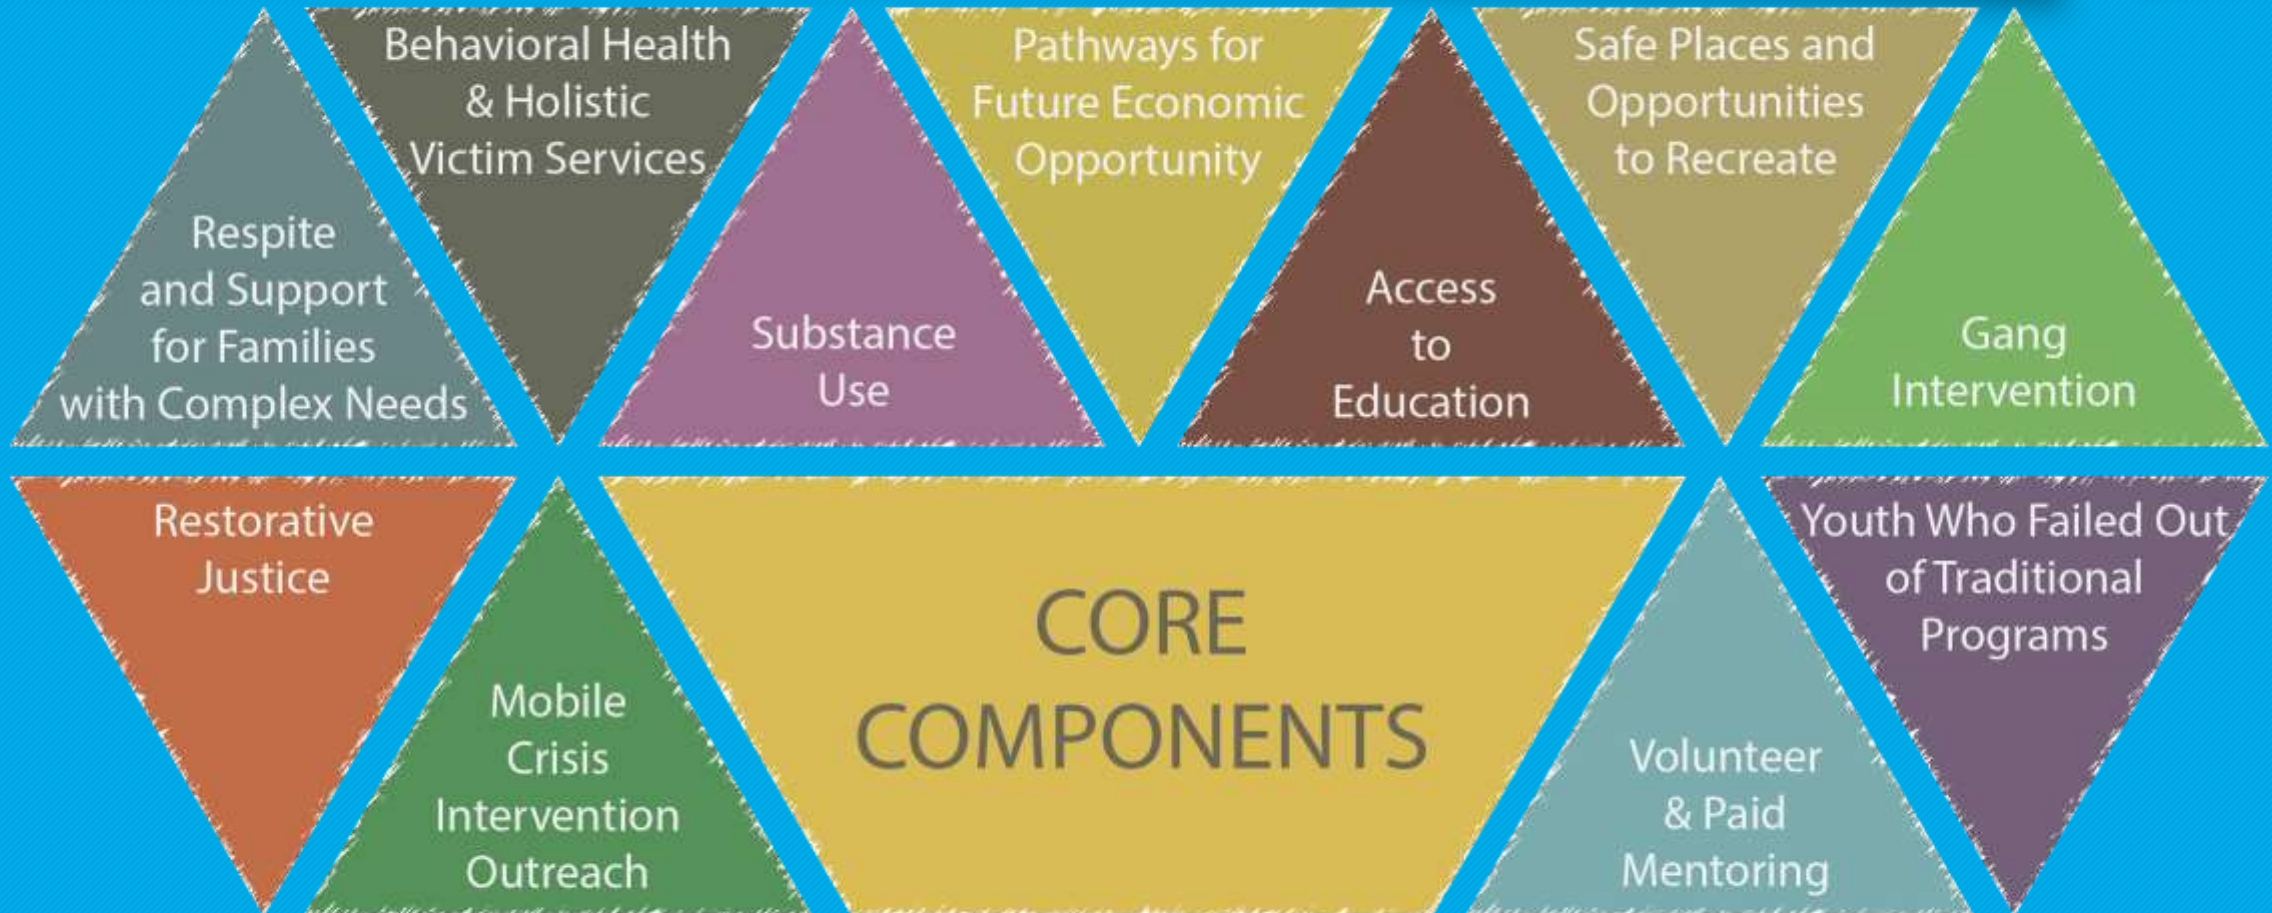 Respite
and Support
for Families
with Complex Needs
Behavioral Health
& Holistic
Victim Services
Substance
Use
Pathways for
Future Economic
Opportunity
Access
to
Education
Safe Places and
Opportunities
to Recreate
Gang
Intervention
Restorative
Justice
Mobile
Crisis
Intervention
Outreach
CORE
COMPONENTS
Volunteer
& Paid
Mentoring
Youth Who Failed Out
of Traditional
Programs